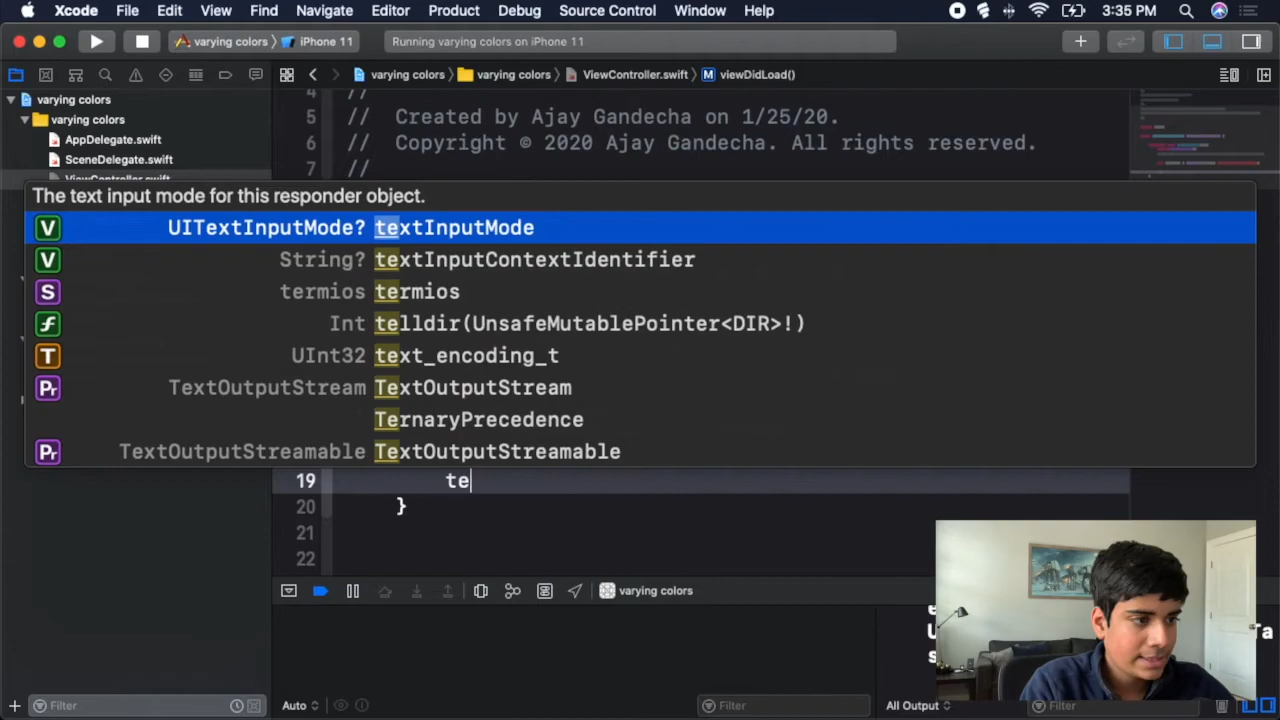 Xcode File Edit View Find Navigate Editor Product Debug Source Control Window Help 3:35 PM
varying colors iPhone 11 Running varying colors on iPhone 11
varying colors varying colors ViewController.swift M viewDidLoad()
varying colors
varying colors
AppDelegate.swift
SceneDelegate.swift
ViewController.swift
4 //
5 // Created by Ajay Gandecha on 1/25/20.
6 // Copyright © 2020 Ajay Gandecha. All rights reserved.
7 //
The text input mode for this responder object.
V UITextInputMode? textInputMode
V String? textInputContextIdentifier
S termios termios
f Int telldir(UnsafeMutablePointer<DIR>!)
T UInt32 text_encoding_t
Pr TextOutputStream TextOutputStream
TernaryPrecedence
Pr TextOutputStreamable TextOutputStreamable
19 te
20 }
21
22
varying colors
Auto Filter All Output Filter
Filter